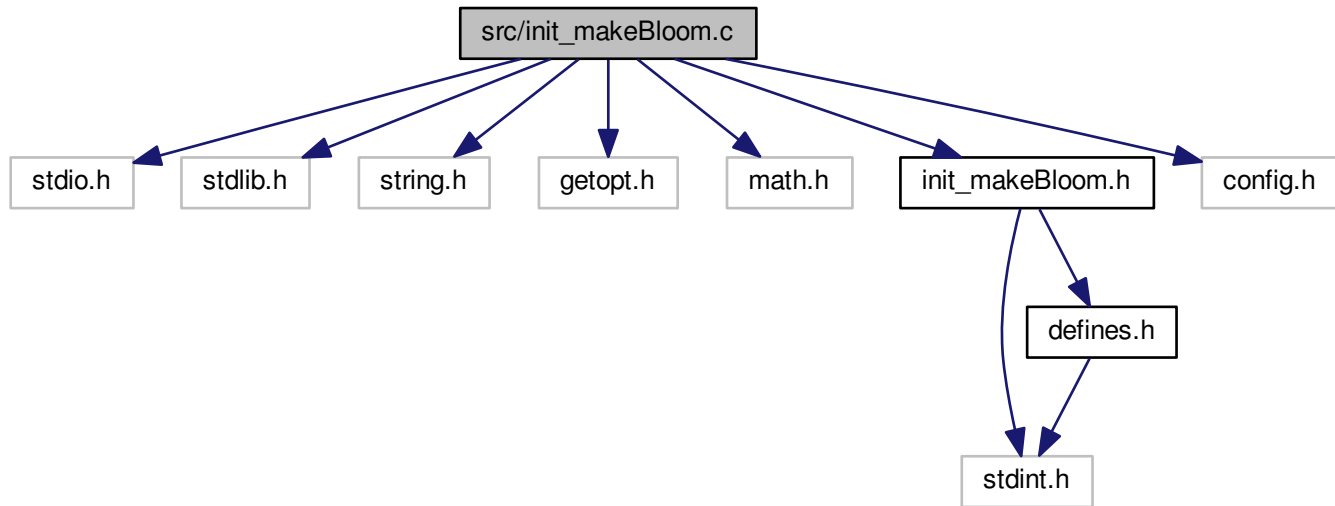 src/init_makeBloom.c
stdio.h
stdlib.h
string.h
getopt.h
math.h
init_makeBloom.h
config.h
defines.h
stdint.h